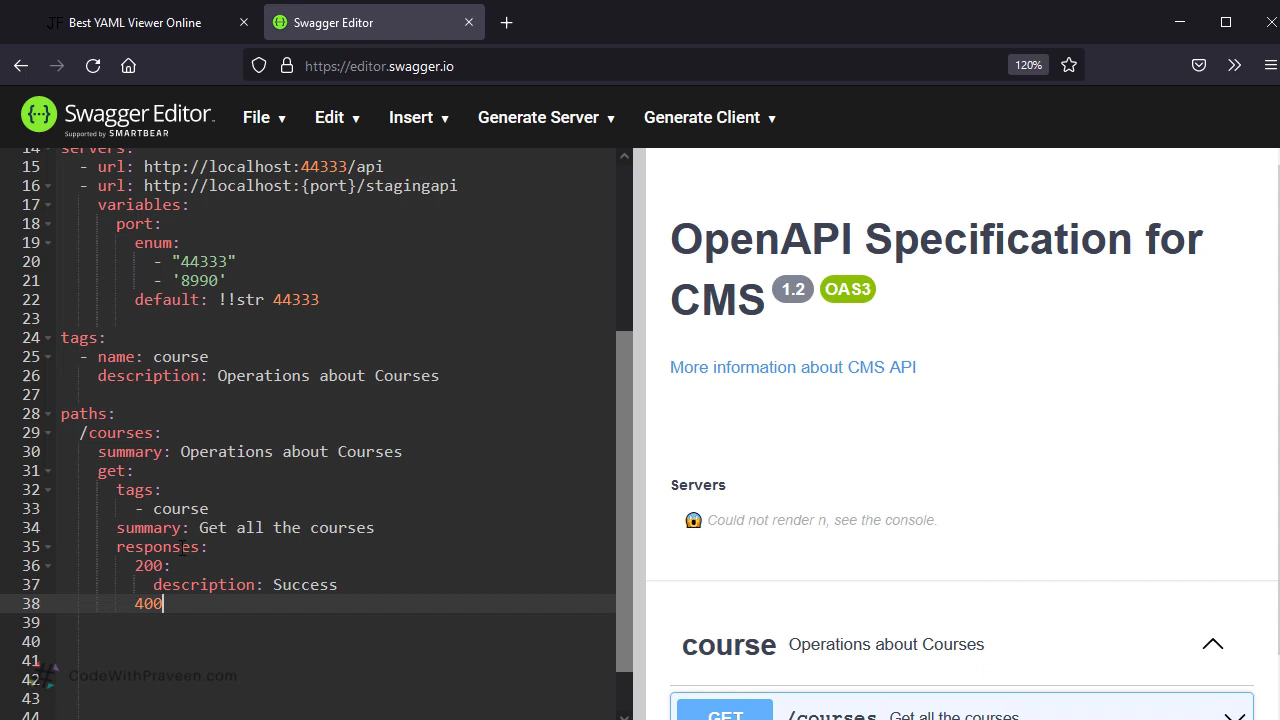 JF Best YAML Viewer Online
Swagger Editor
https://editor.swagger.io
120%
Swagger Editor
Supported by SMARTBEAR
File
Edit
Insert
Generate Server
Generate Client
14 servers:
15 - url: http://localhost:44333/api
16 - url: http://localhost:{port}/stagingapi
17 variables:
18 port:
19 enum:
20 - "44333"
21 - '8990'
22 default: !!str 44333
23
24 tags:
25 - name: course
26 description: Operations about Courses
27
28 paths:
29 /courses:
30 summary: Operations about Courses
31 get:
32 tags:
33 - course
34 summary: Get all the courses
35 responses:
36 200:
37 description: Success
38 400
39
40
41
42
43
44
CodeWithPraveen.com
OpenAPI Specification for
CMS 1.2 OAS3
More information about CMS API
Servers
😱 Could not render n, see the console.
course Operations about Courses
GET /courses Get all the courses